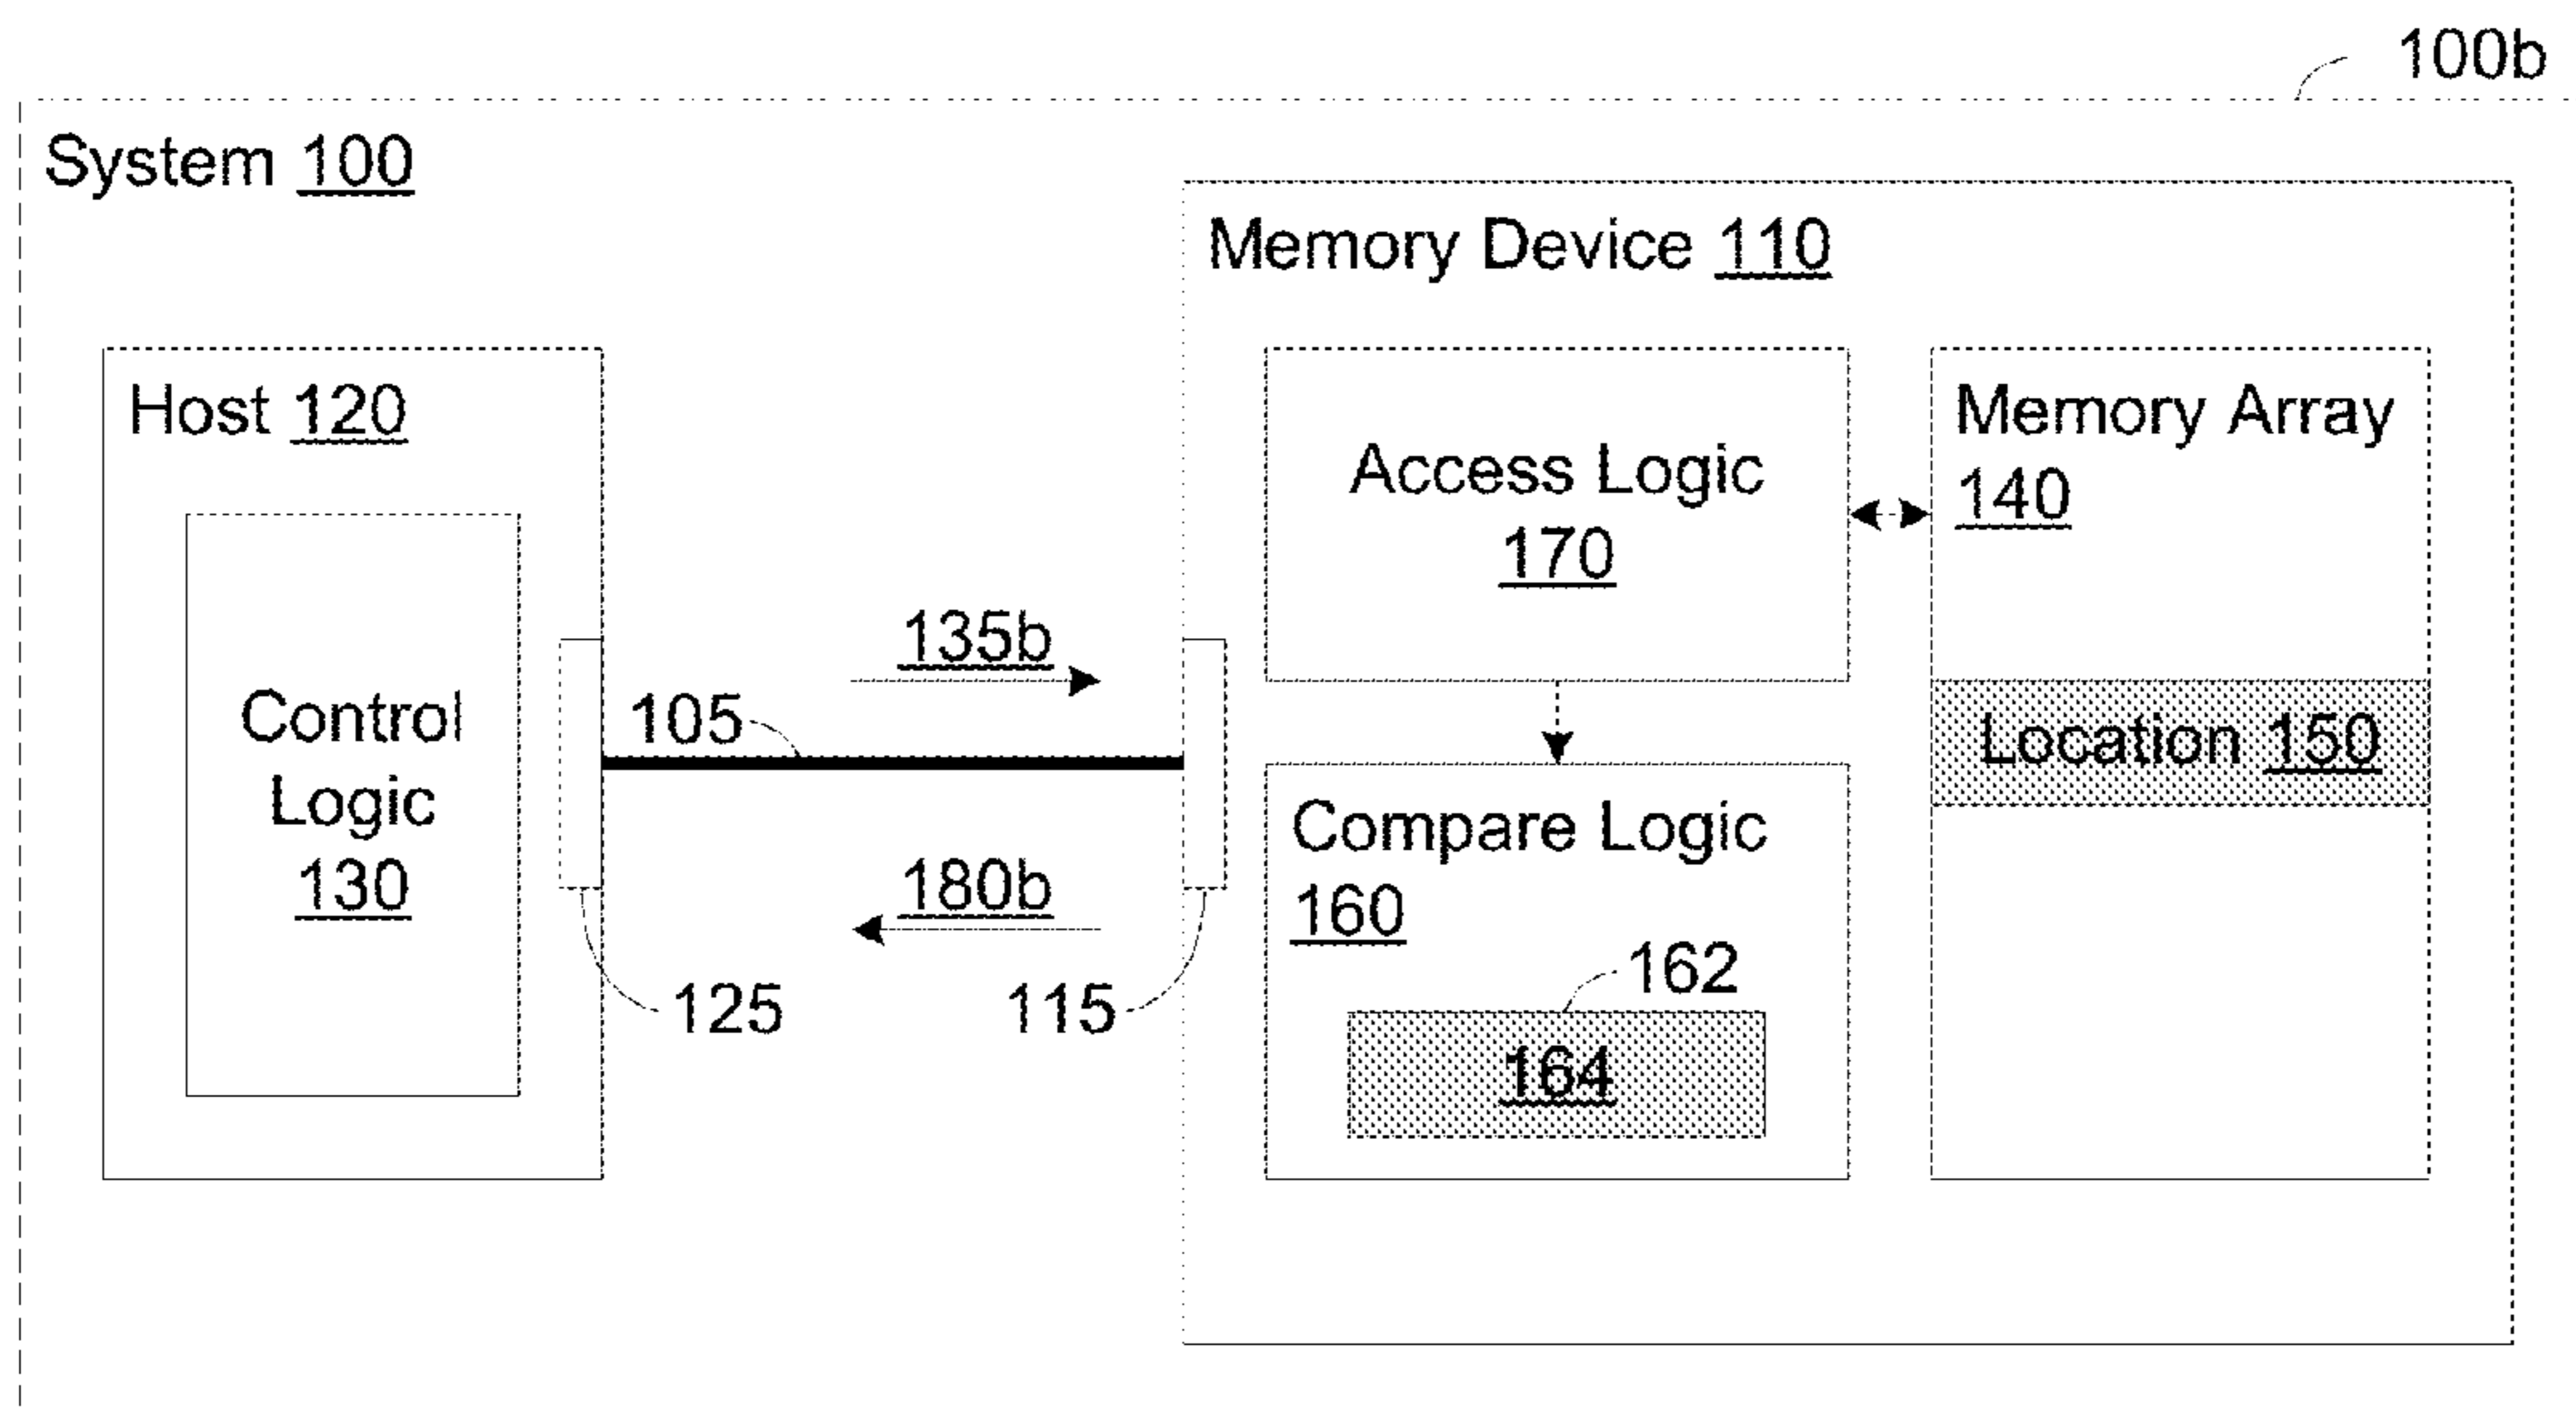 100b
System 100
Memory Device 110
Host 120
Access Logic
170
Memory Array
140
135b
Control
Logic
130
105
Location 150
Compare Logic
160
180b
162
125
115
164